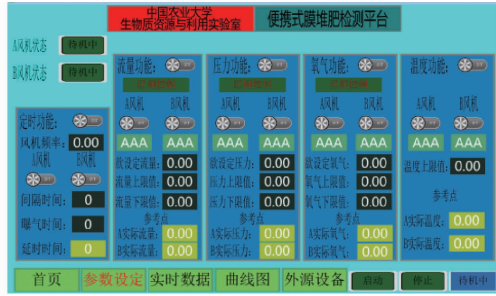 中国农业大学
生物质资源与利用实验室
便携式膜堆肥检测平台
A风机状态 待机中
B风机状态 待机中
定时功能:
风机频率: 0.00
A风机 B风机
间隔时间: 0
曝气时间: 0
延时时间: 0
流量功能:
A风机 B风机
AAA AAA
欲设定流量: 0.00
流量上限值: 0.00
流量下限值: 0.00
参考点
A实际流量: 0.00
B实际流量: 0.00
压力功能:
A风机 B风机
AAA AAA
欲设定压力: 0.00
压力上限值: 0.00
压力下限值: 0.00
参考点
A实际压力: 0.00
B实际压力: 0.00
氧气功能:
A风机 B风机
AAA AAA
欲设定氧气: 0.00
氧气上限值: 0.00
氧气下限值: 0.00
参考点
A实际氧气: 0.00
B实际氧气: 0.00
温度功能:
A风机 B风机
AAA AAA
温度上限值: 0.00
参考点
A实际温度: 0.00
B实际温度: 0.00
首页 参数设定 实时数据 曲线图 外源设备 启动 停止 待机中